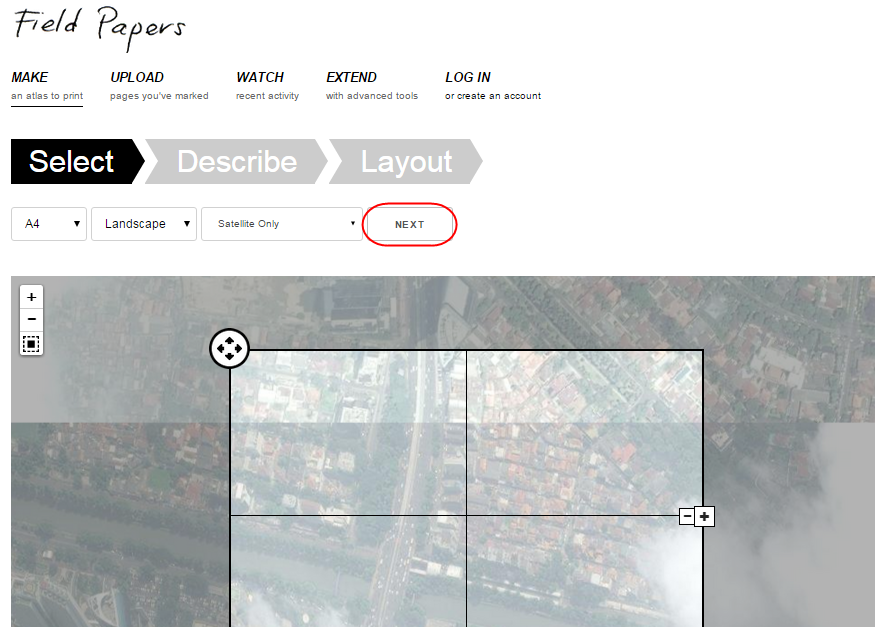 Field Papers
MAKE UPLOAD WATCH EXTEND LOG IN
an atlas to print pages you've marked recent activity with advanced tools or create an account
Select Describe Layout
A4 Landscape Satellite Only NEXT
+
−
− +